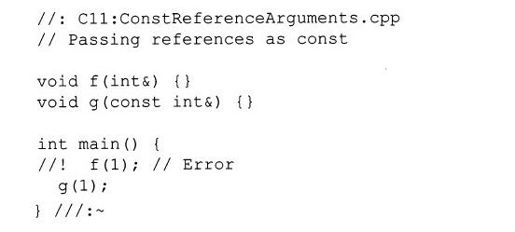 //: C11:ConstReferenceArguments.cpp
// Passing references as const
void f(int&) {}
void g(const int&) {}
int main() {
//!  f(1); // Error
  g(1);
} ///:~